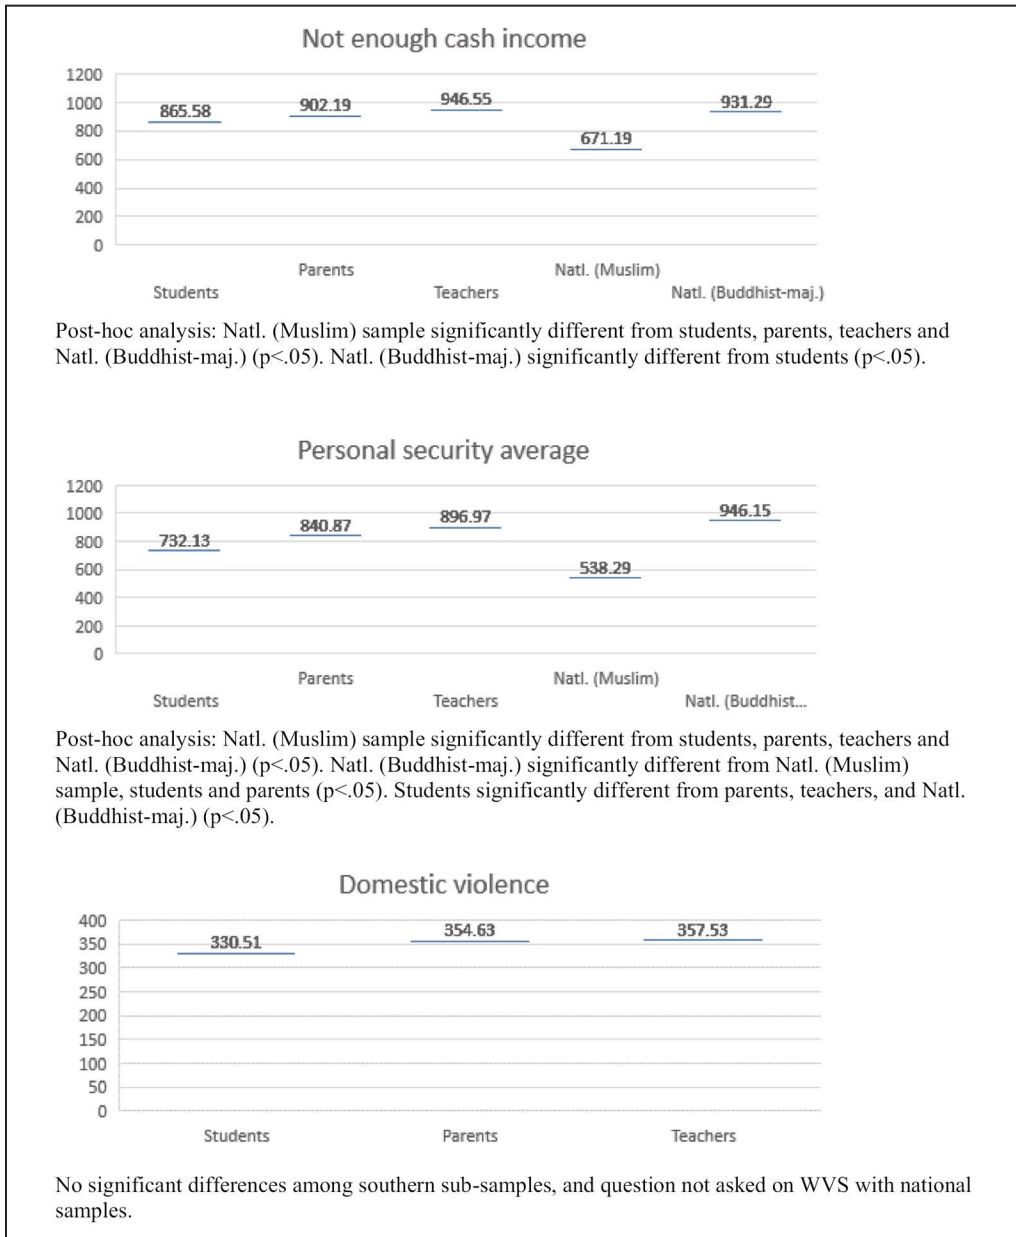 Not enough cash income
1200
1000
800
600
400
200
0
865.58
902.19
946.55
671.19
931.29
Students
Parents
Teachers
Natl. (Muslim)
Natl. (Buddhist-maj.)
Post-hoc analysis: Natl. (Muslim) sample significantly different from students, parents, teachers and
Natl. (Buddhist-maj.) (p<.05). Natl. (Buddhist-maj.) significantly different from students (p<.05).
Personal security average
1200
1000
800
600
400
200
0
732.13
840.87
896.97
538.29
946.15
Students
Parents
Teachers
Natl. (Muslim)
Natl. (Buddhist...
Post-hoc analysis: Natl. (Muslim) sample significantly different from students, parents, teachers and
Natl. (Buddhist-maj.) (p<.05). Natl. (Buddhist-maj.) significantly different from Natl. (Muslim)
sample, students and parents (p<.05). Students significantly different from parents, teachers, and Natl.
(Buddhist-maj.) (p<.05).
Domestic violence
400
350
300
250
200
150
100
50
0
330.51
354.63
357.53
Students
Parents
Teachers
No significant differences among southern sub-samples, and question not asked on WVS with national
samples.